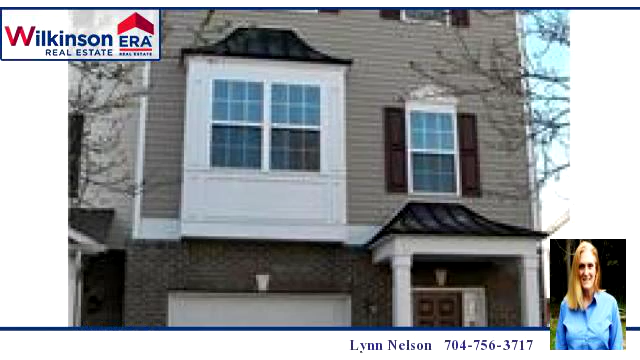 Wilkinson ERA
REAL ESTATE REAL ESTATE
Lynn Nelson 704-756-3717